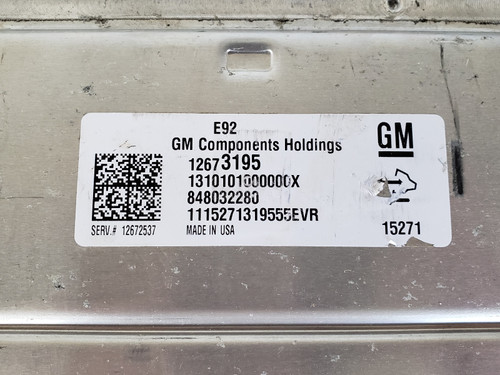 E92
GM Components Holdings
GM
12673195
1310101000000X
848032280
1115271319555EVR
SERV.# 12672537
MADE IN USA
15271